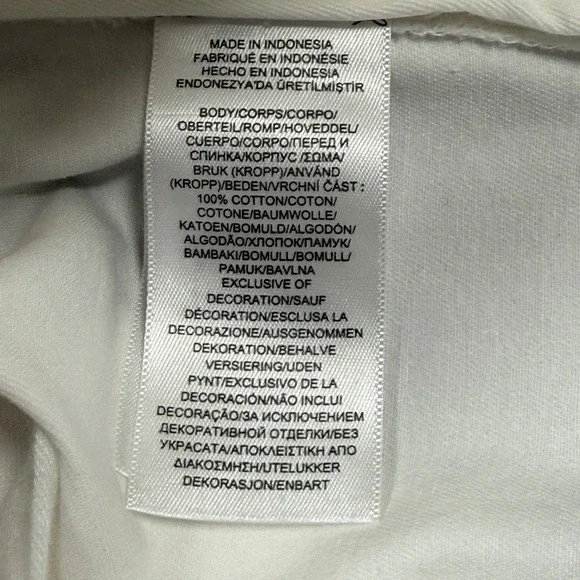 MADE IN INDONESIA
FABRIQUÉ EN INDONÉSIE
HECHO EN INDONESIA
ENDONEZYA'DA ÜRETİLMİŞTİR
BODY/CORPS/CORPO/
OBERTEIL/ROMP/HOVEDDEL/
CUERPO/CORPO/ПЕРЕД И
СПИНКА/КОРПУС /ΣΩΜΑ/
BRUK (KROPP)/ANVÄND
(KROPP)/BEDEN/VRCHNÍ ČÁST :
100% COTTON/COTON/
COTONE/BAUMWOLLE/
KATOEN/BOMULD/ALGODÓN/
ALGODÃO/ХЛОПОК/ПАМУК/
BAMBAKI/BOMULL/BOMULL/
PAMUK/BAVLNA
EXCLUSIVE OF
DECORATION/SAUF
DÉCORATION/ESCLUSA LA
DECORAZIONE/AUSGENOMMEN
DEKORATION/BEHALVE
VERSIERING/UDEN
PYNT/EXCLUSIVO DE LA
DECORACIÓN/NÃO INCLUI
DECORAÇÃO/ЗА ИСКЛЮЧЕНИЕМ
ДЕКОРАТИВНОЙ ОТДЕЛКИ/БЕЗ
УКРАСАТА/ΑΠΟΚΛΕΙΣΤΙΚΗ ΑΠΟ
ΔΙΑΚΟΣΜΗΣΗ/UTELUKKER
DEKORASJON/ENBART